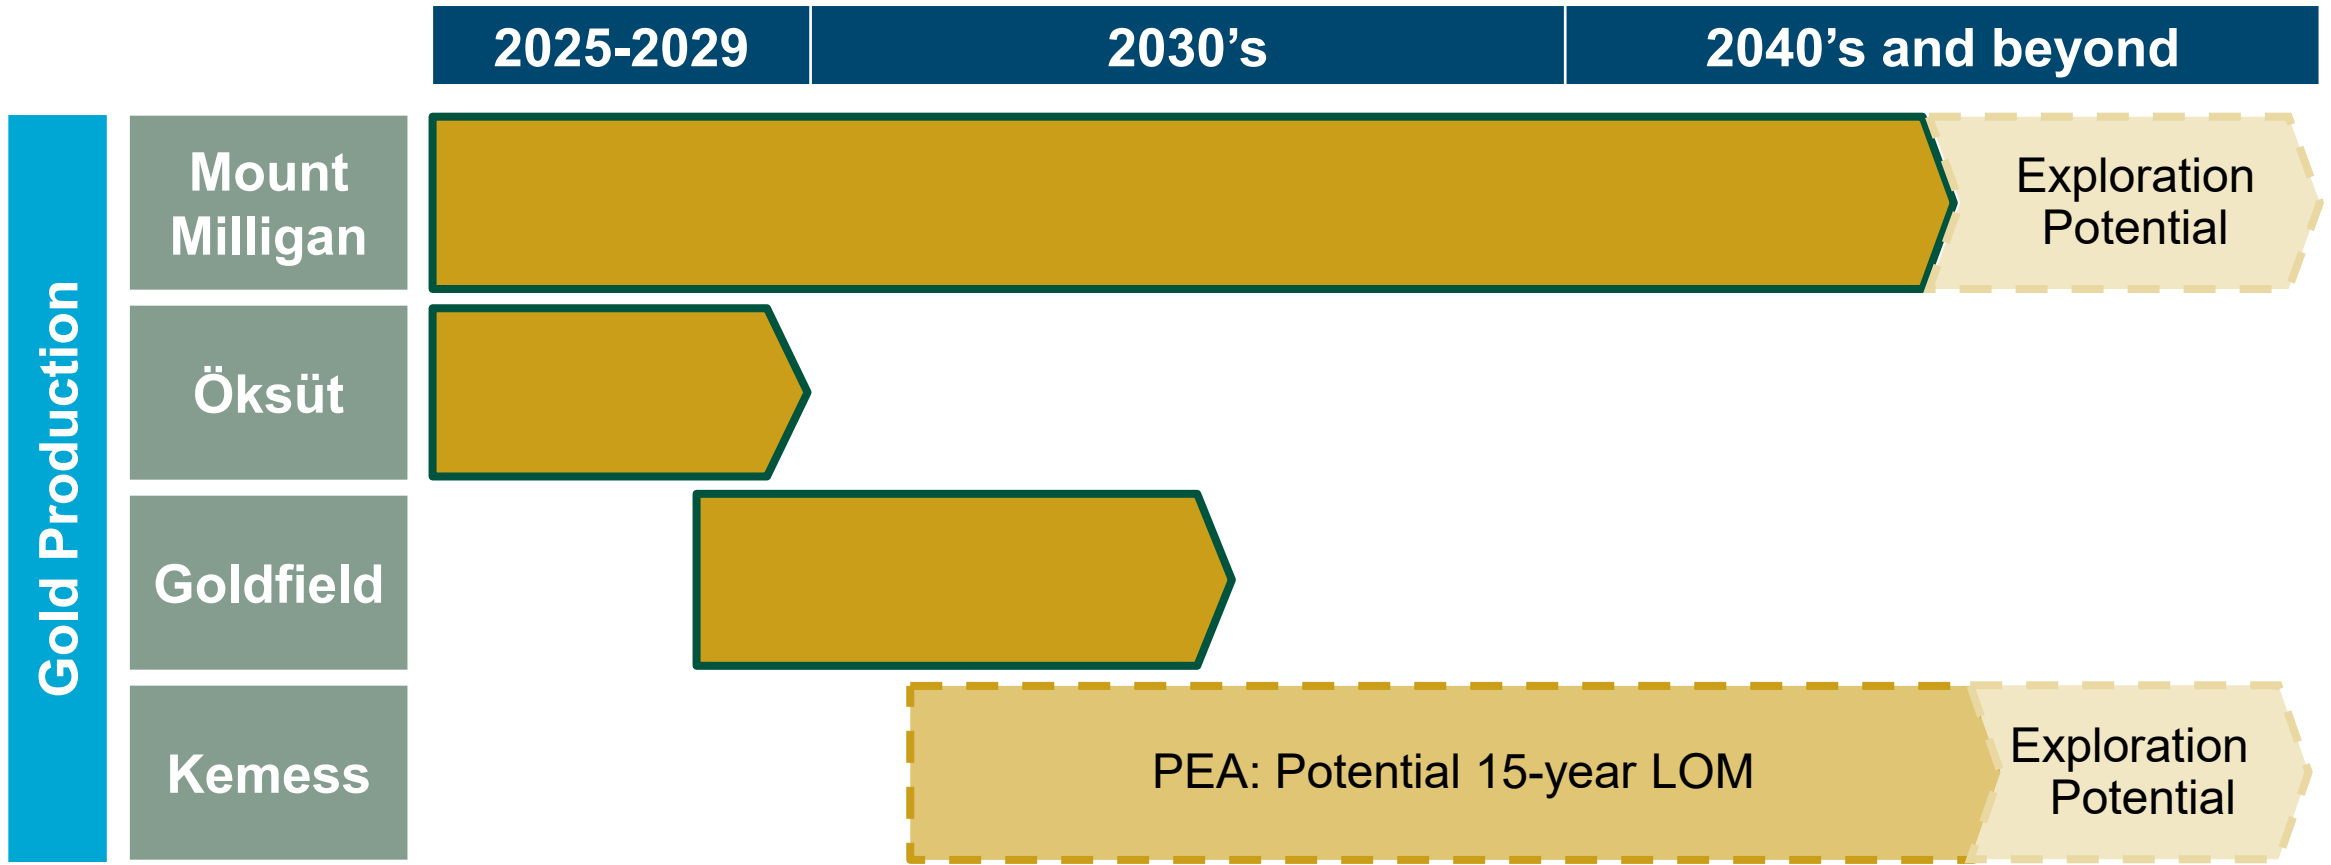 2025-2029
2030’s
2040’s and beyond
Gold Production
Mount
Milligan
Exploration
Potential
Öksüt
Goldfield
Kemess
PEA: Potential 15-year LOM
Exploration
Potential